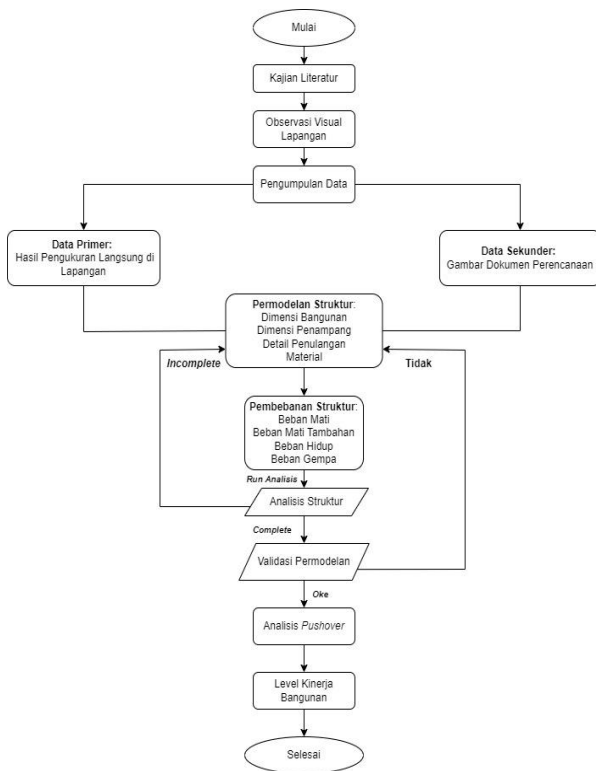 Mulai
Kajian Literatur
Observasi Visual
Lapangan
Pengumpulan Data
Data Primer:
Hasil Pengukuran Langsung di
Lapangan
Data Sekunder:
Gambar Dokumen Perencanaan
Permodelan Struktur:
Dimensi Bangunan
Dimensi Penampang
Detail Penulangan
Material
Incomplete
Tidak
Pembebanan Struktur:
Beban Mati
Beban Mati Tambahan
Beban Hidup
Beban Gempa
Run Analisis
Analisis Struktur
Complete
Validasi Permodelan
Oke
Analisis Pushover
Level Kinerja
Bangunan
Selesai